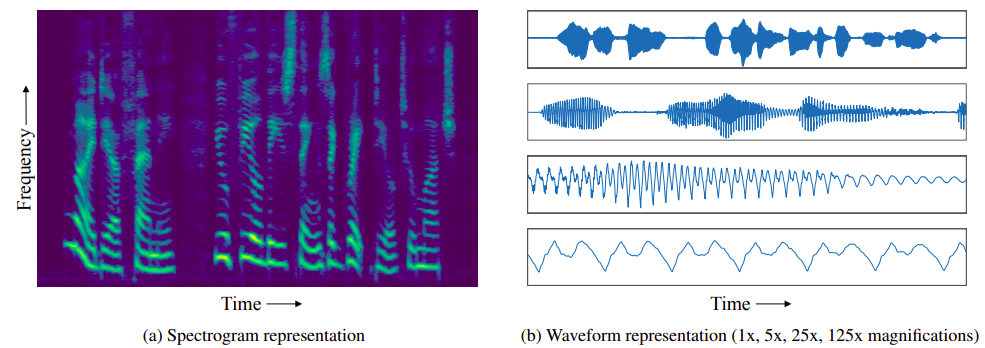 Frequency
Time
Time
(a) Spectrogram representation
(b) Waveform representation (1x, 5x, 25x, 125x magnifications)